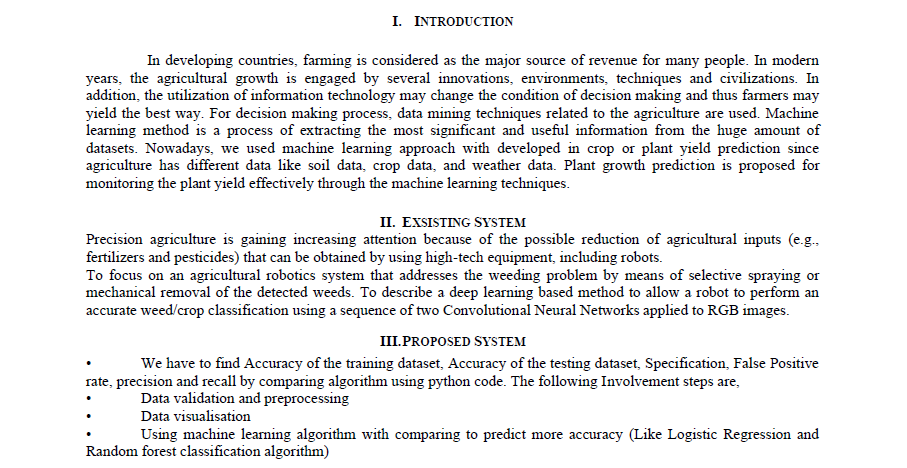 I. INTRODUCTION
In developing countries, farming is considered as the major source of revenue for many people. In modern
years, the agricultural growth is engaged by several innovations, environments, techniques and civilizations. In
addition, the utilization of information technology may change the condition of decision making and thus farmers may
yield the best way. For decision making process, data mining techniques related to the agriculture are used. Machine
learning method is a process of extracting the most significant and useful information from the huge amount of
datasets. Nowadays, we used machine learning approach with developed in crop or plant yield prediction since
agriculture has different data like soil data, crop data, and weather data. Plant growth prediction is proposed for
monitoring the plant yield effectively through the machine learning techniques.
II. EXSISTING SYSTEM
Precision agriculture is gaining increasing attention because of the possible reduction of agricultural inputs (e.g.,
fertilizers and pesticides) that can be obtained by using high-tech equipment, including robots.
To focus on an agricultural robotics system that addresses the weeding problem by means of selective spraying or
mechanical removal of the detected weeds. To describe a deep learning based method to allow a robot to perform an
accurate weed/crop classification using a sequence of two Convolutional Neural Networks applied to RGB images.
III.PROPOSED SYSTEM
• We have to find Accuracy of the training dataset, Accuracy of the testing dataset, Specification, False Positive
rate, precision and recall by comparing algorithm using python code. The following Involvement steps are,
• Data validation and preprocessing
• Data visualisation
• Using machine learning algorithm with comparing to predict more accuracy (Like Logistic Regression and
Random forest classification algorithm)